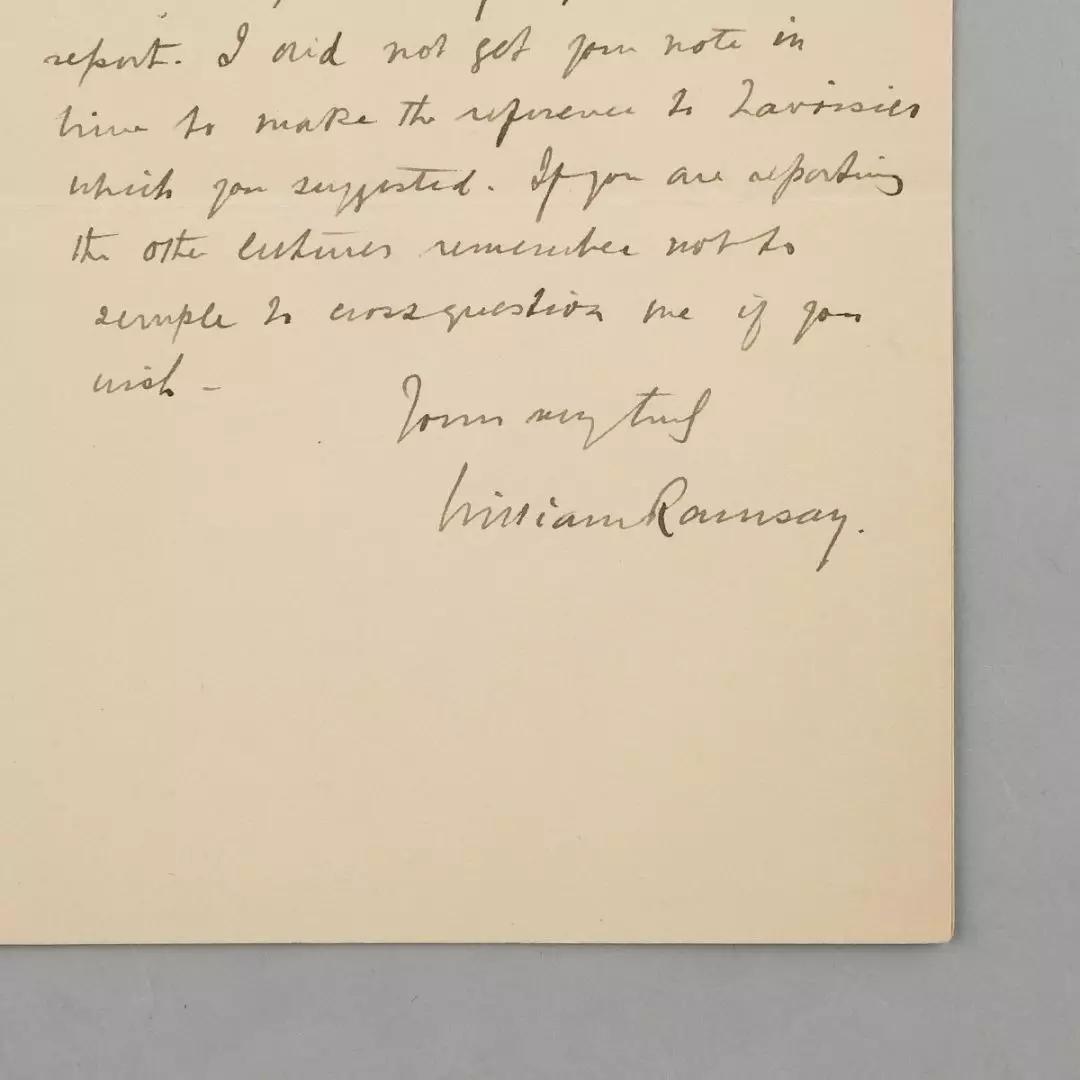 report. I did not get your note in
time to make the reference to Lavoisier
which you suggested. If you are reporting
the other lectures remember not to
scruple to crossquestion me if you
wish -
Yours very truly
William Ramsay.